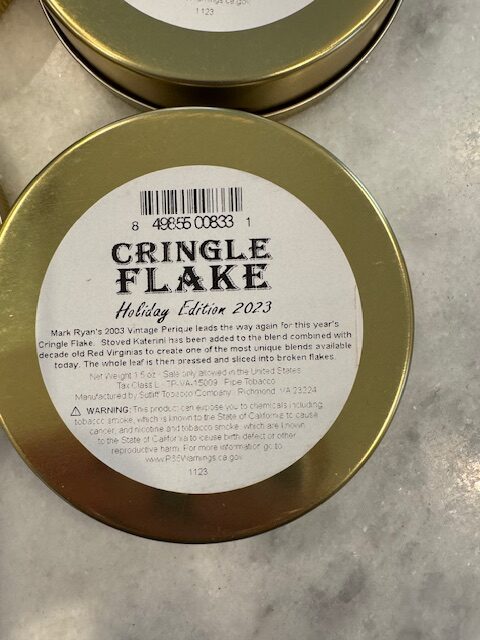 1123
8 49855 00833 1
CRINGLE
FLAKE
Holiday Edition 2023
Mark Ryan's 2003 Vintage Perique leads the way again for this year's
Cringle Flake. Stoved Katerini has been added to the blend combined with
decade old Red Virginias to create one of the most unique blends available
today. The whole leaf is then pressed and sliced into broken flakes.
Net Weight 1.5 oz - Sale only allowed in the United States
Tax Class L - TP-VA-15009 - Pipe Tobacco
Manufactured by Sutliff Tobacco Company - Richmond, VA 23224
⚠ WARNING: This product can expose you to chemicals including
tobacco smoke, which is known to the State of California to cause
cancer, and nicotine and tobacco smoke, which are known
to the State of California to cause birth defect or other
reproductive harm. For more information go to
www.P65Warnings.ca.gov
1123